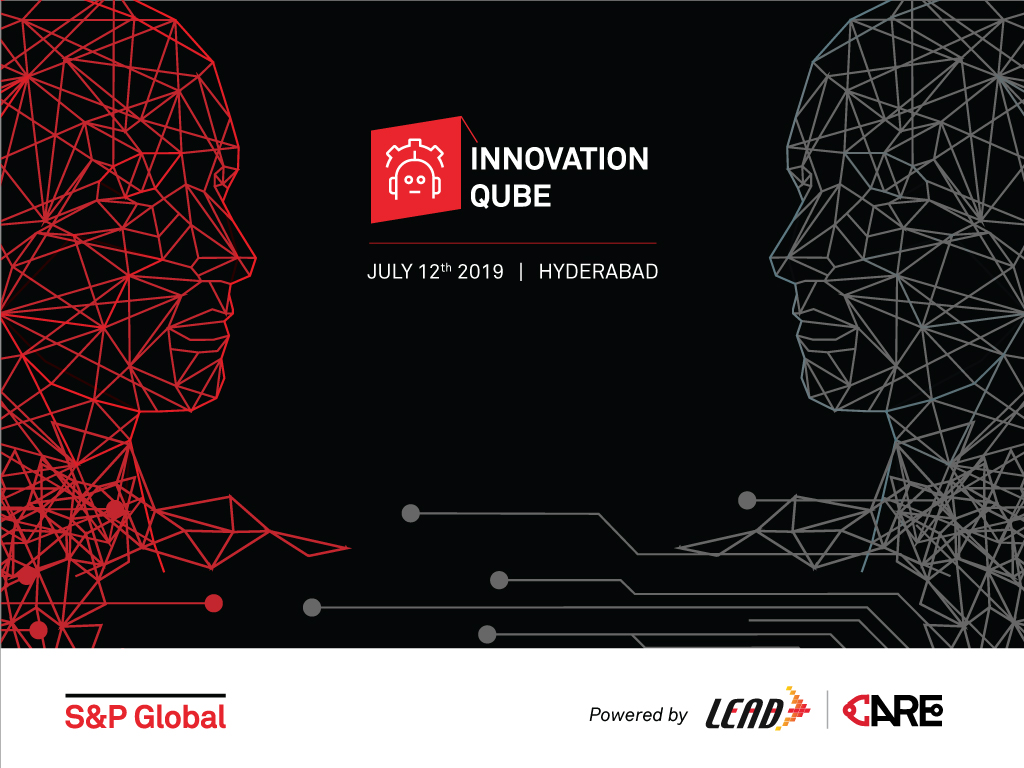 INNOVATION
QUBE
JULY 12th 2019 | HYDERABAD
S&P Global
Powered by LEAD | CARE